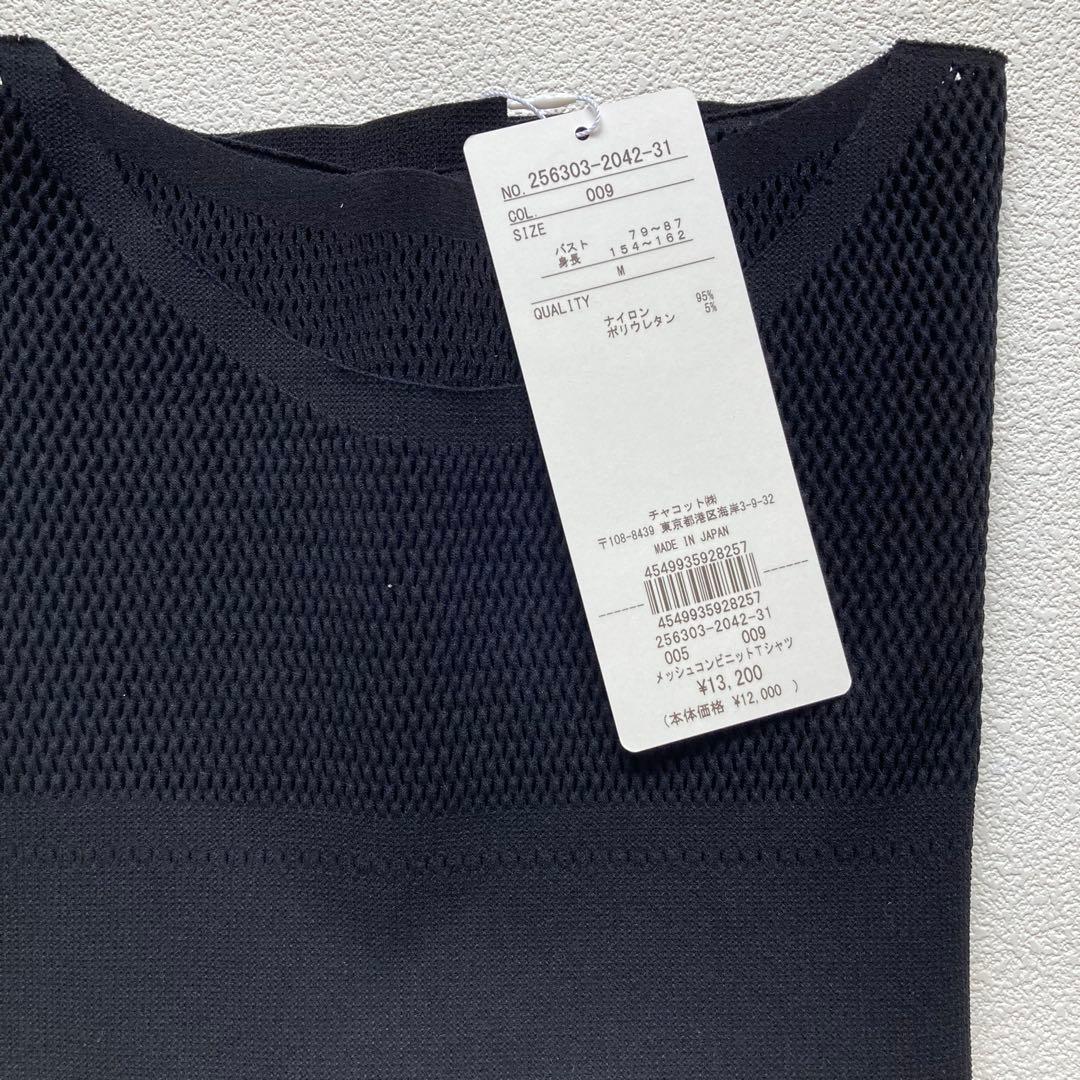 NO. 256303-2042-31
COL. 009
SIZE
バスト 79~87
身長 154~162
M
QUALITY
ナイロン 95%
ポリウレタン 5%
チャコット㈱
〒108-8439 東京都港区海岸3-9-32
MADE IN JAPAN
4549935928257
4549935928257
256303-2042-31
005 009
メッシュコンビニットTシャツ
¥13,200
(本体価格 ¥12,000 )